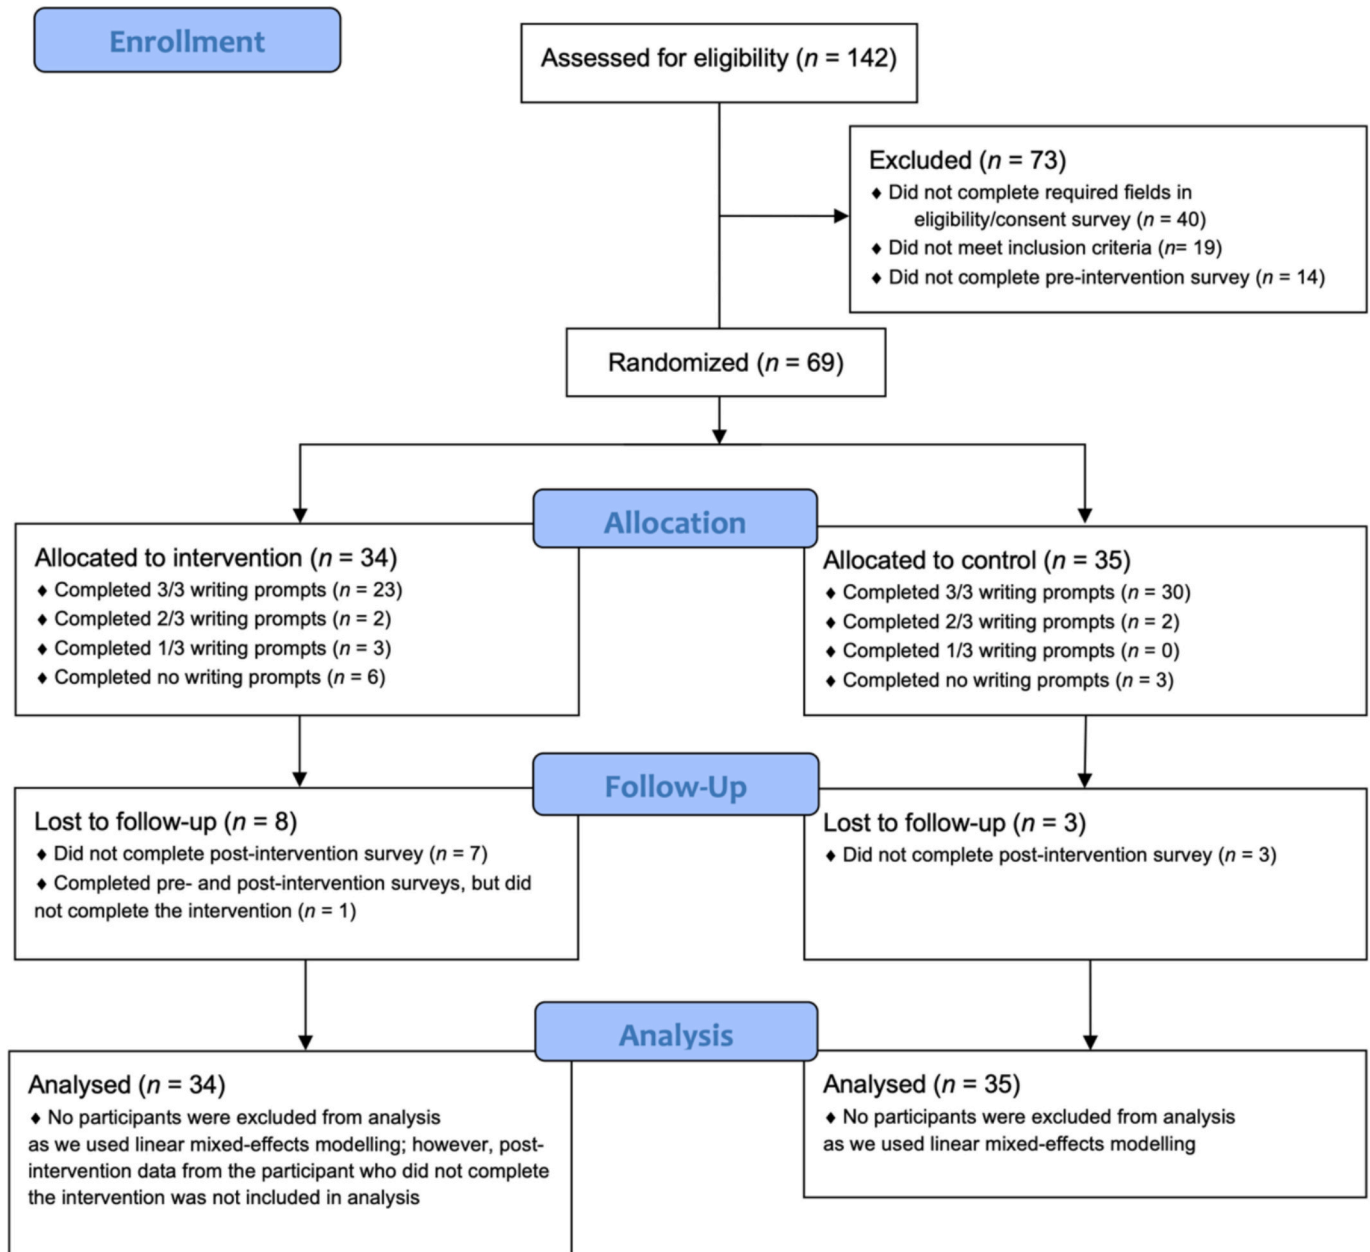 Enrollment
Assessed for eligibility (n = 142)
Excluded (n = 73)
♦ Did not complete required fields in
eligibility/consent survey (n = 40)
♦ Did not meet inclusion criteria (n= 19)
♦ Did not complete pre-intervention survey (n = 14)
Randomized (n = 69)
Allocation
Allocated to intervention (n = 34)
♦ Completed 3/3 writing prompts (n = 23)
♦ Completed 2/3 writing prompts (n = 2)
♦ Completed 1/3 writing prompts (n = 3)
♦ Completed no writing prompts (n = 6)
Allocated to control (n = 35)
♦ Completed 3/3 writing prompts (n = 30)
♦ Completed 2/3 writing prompts (n = 2)
♦ Completed 1/3 writing prompts (n = 0)
♦ Completed no writing prompts (n = 3)
Follow-Up
Lost to follow-up (n = 8)
♦ Did not complete post-intervention survey (n = 7)
♦ Completed pre- and post-intervention surveys, but did
not complete the intervention (n = 1)
Lost to follow-up (n = 3)
♦ Did not complete post-intervention survey (n = 3)
Analysis
Analysed (n = 34)
♦ No participants were excluded from analysis
as we used linear mixed-effects modelling; however, post-
intervention data from the participant who did not complete
the intervention was not included in analysis
Analysed (n = 35)
♦ No participants were excluded from analysis
as we used linear mixed-effects modelling